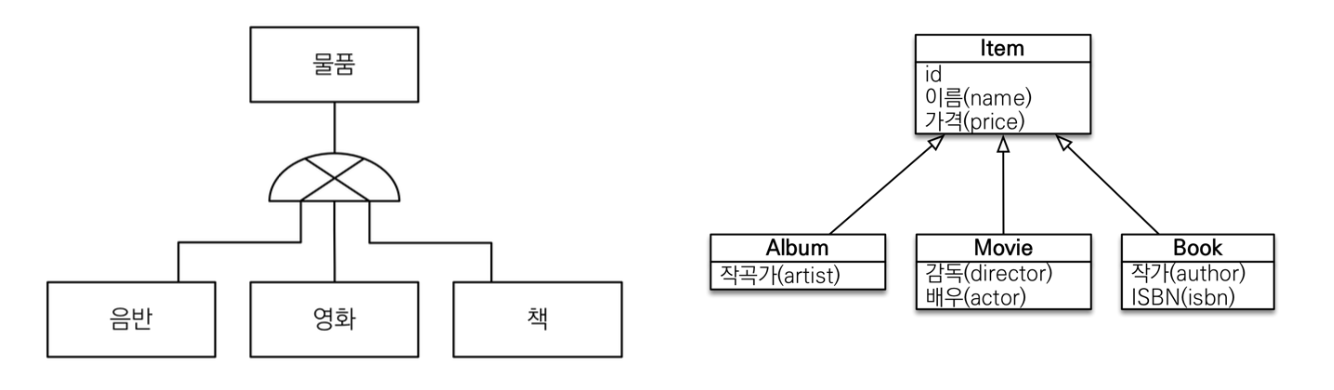 물품
음반
영화
책
Item
id
이름(name)
가격(price)
Album
작곡가(artist)
Movie
감독(director)
배우(actor)
Book
작가(author)
ISBN(isbn)